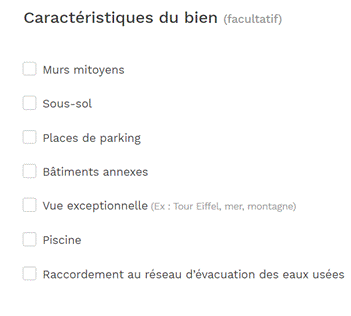 Caractéristiques du bien (facultatif)
Murs mitoyens
Sous-sol
Places de parking
Bâtiments annexes
Vue exceptionnelle (Ex : Tour Eiffel, mer, montagne)
Piscine
Raccordement au réseau d'évacuation des eaux usées